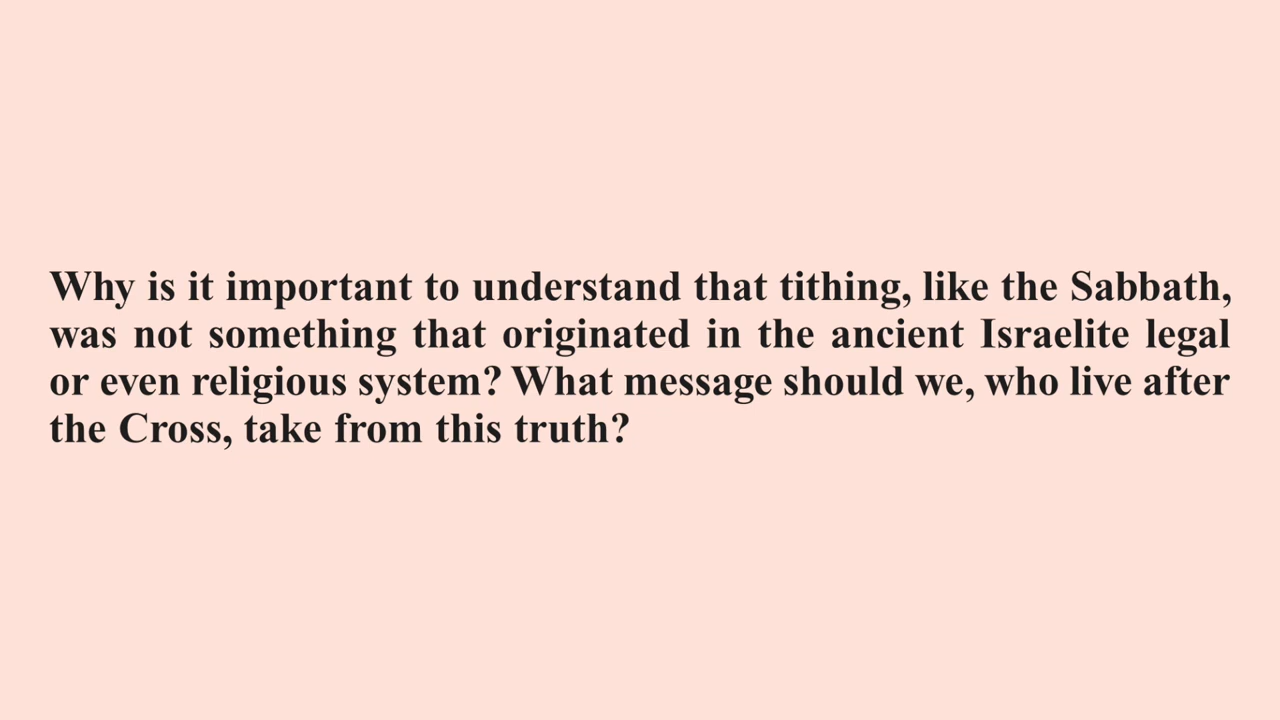 Why is it important to understand that tithing, like the Sabbath,
was not something that originated in the ancient Israelite legal
or even religious system? What message should we, who live after
the Cross, take from this truth?